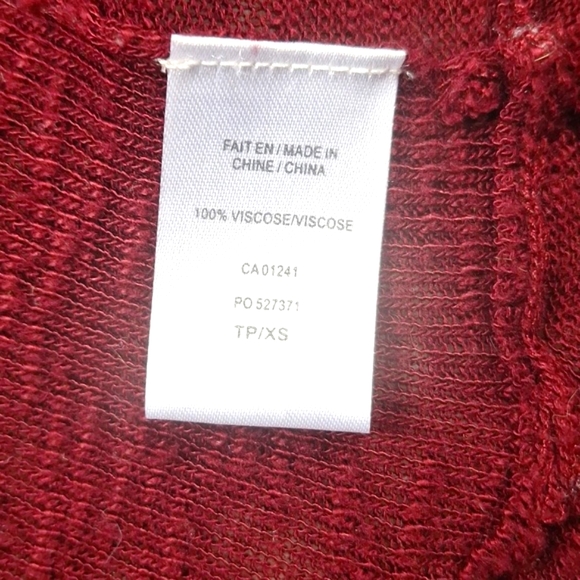 FAIT EN / MADE IN
CHINE / CHINA
100% VISCOSE/VISCOSE
CA 01241
PO 527371
TP/XS